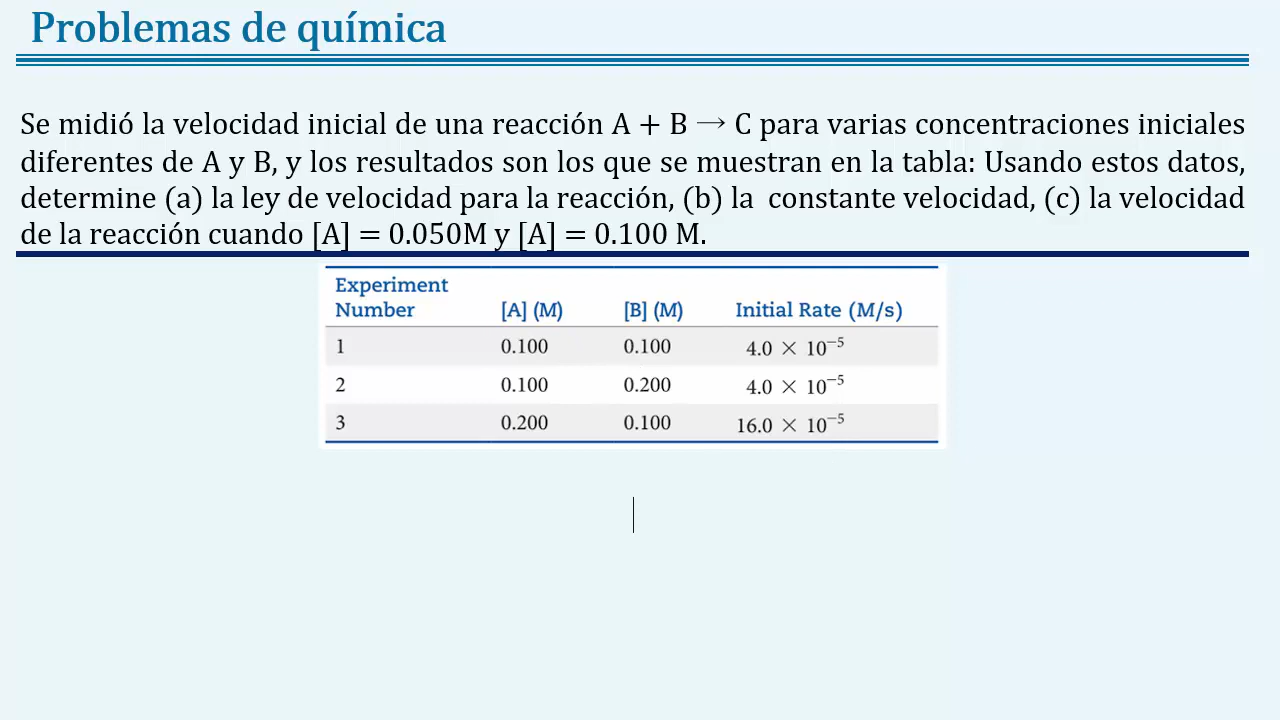 Problemas de química
Se midió la velocidad inicial de una reacción A + B → C para varias concentraciones iniciales
diferentes de A y B, y los resultados son los que se muestran en la tabla: Usando estos datos,
determine (a) la ley de velocidad para la reacción, (b) la  constante velocidad, (c) la velocidad
de la reacción cuando [A] = 0.050M y [A] = 0.100 M.
Experiment
Number [A] (M) [B] (M) Initial Rate (M/s)
1 0.100 0.100 4.0 × 10⁻⁵
2 0.100 0.200 4.0 × 10⁻⁵
3 0.200 0.100 16.0 × 10⁻⁵